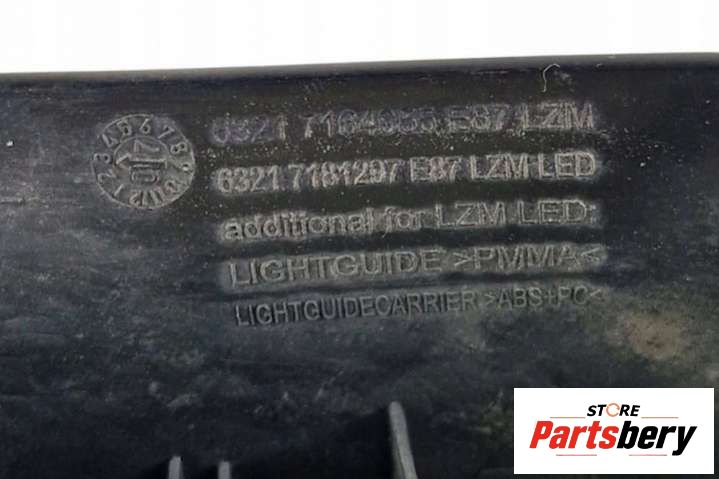 6321 7164955 E87 LZM
6321 7181297 E87 LZM LED
additional for LZM LED:
LIGHTGUIDE >PMMA<
LIGHTGUIDECARRIER >ABS+PC<
STORE
Partsbery